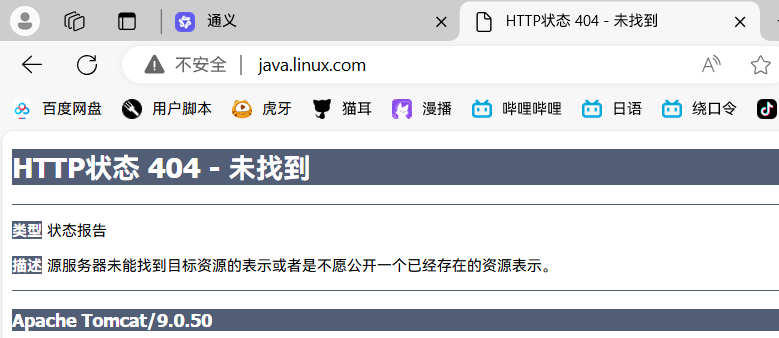 通义
HTTP状态 404 - 未找到
不安全
java.linux.com
百度网盘 用户脚本 虎牙 猫耳 漫播 哔哩哔哩 日语 绕口令
HTTP状态 404 - 未找到
类型 状态报告
描述 源服务器未能找到目标资源的表示或者是不愿公开一个已经存在的资源表示。
Apache Tomcat/9.0.50